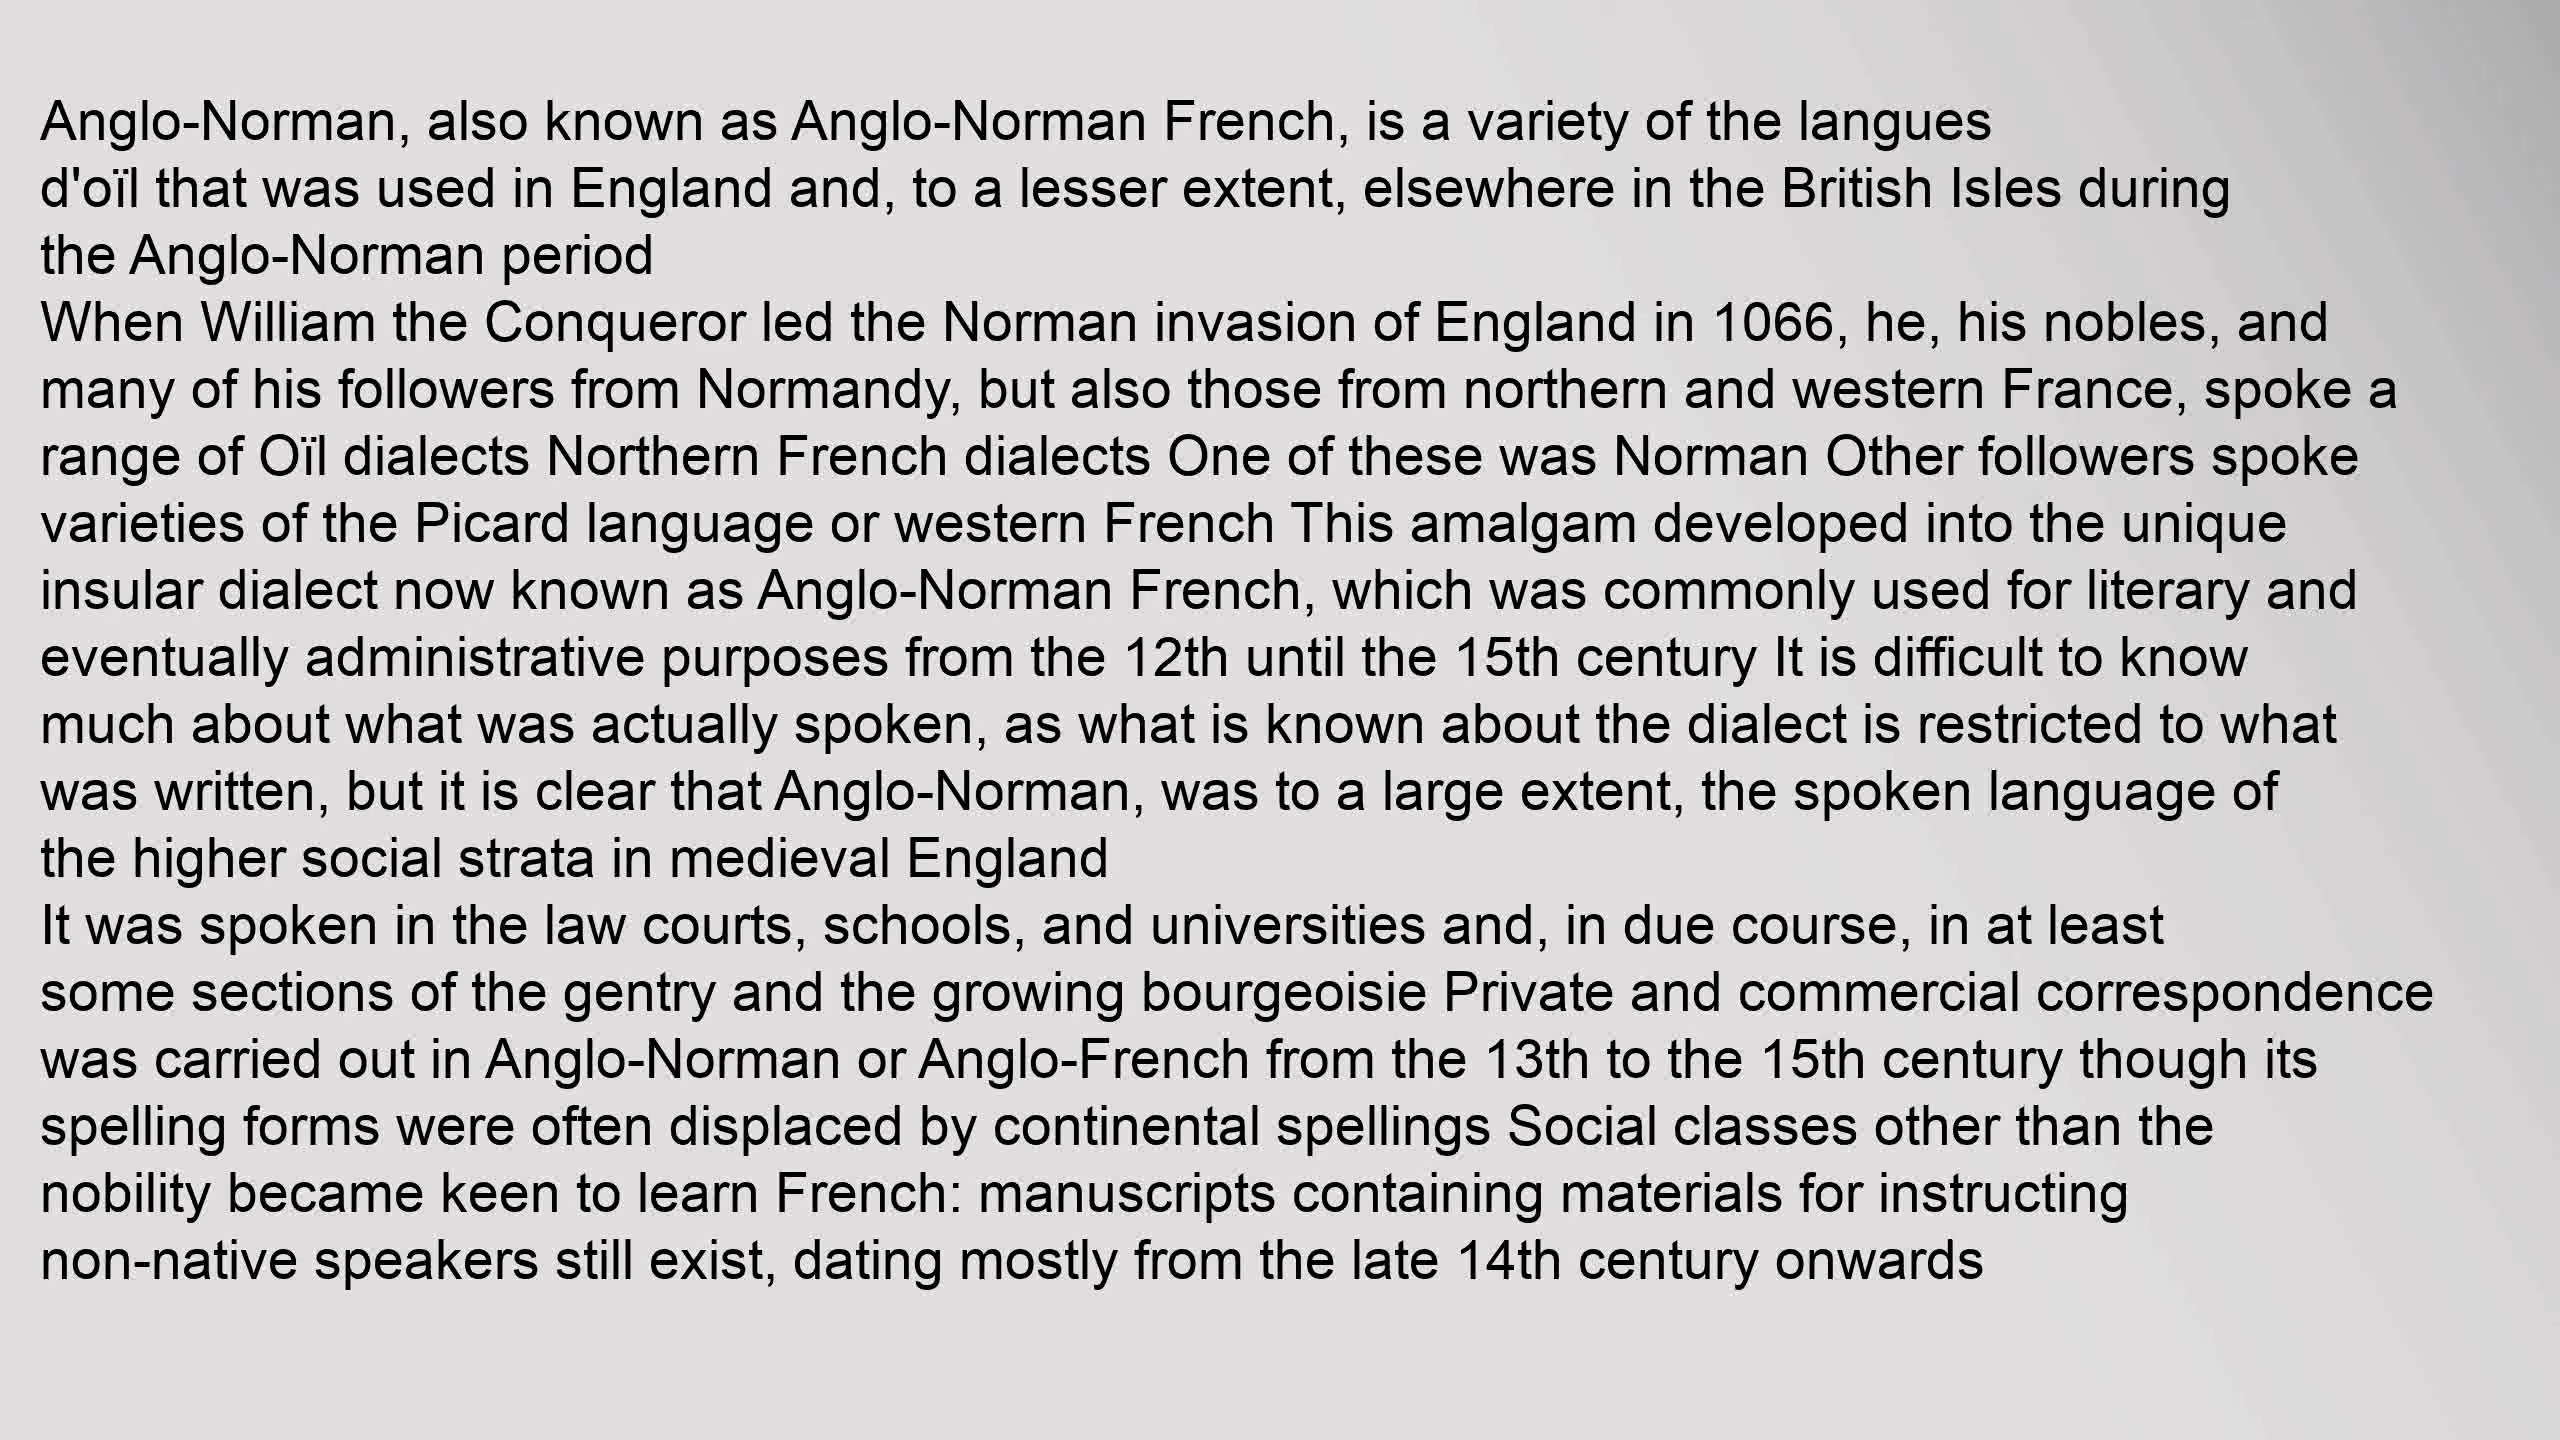 Anglo-Norman, also known as Anglo-Norman French, is a variety of the langues
d'oïl that was used in England and, to a lesser extent, elsewhere in the British Isles during
the Anglo-Norman period
When William the Conqueror led the Norman invasion of England in 1066, he, his nobles, and
many of his followers from Normandy, but also those from northern and western France, spoke a
range of Oïl dialects Northern French dialects One of these was Norman Other followers spoke
varieties of the Picard language or western French This amalgam developed into the unique
insular dialect now known as Anglo-Norman French, which was commonly used for literary and
eventually administrative purposes from the 12th until the 15th century It is difficult to know
much about what was actually spoken, as what is known about the dialect is restricted to what
was written, but it is clear that Anglo-Norman, was to a large extent, the spoken language of
the higher social strata in medieval England
It was spoken in the law courts, schools, and universities and, in due course, in at least
some sections of the gentry and the growing bourgeoisie Private and commercial correspondence
was carried out in Anglo-Norman or Anglo-French from the 13th to the 15th century though its
spelling forms were often displaced by continental spellings Social classes other than the
nobility became keen to learn French: manuscripts containing materials for instructing
non-native speakers still exist, dating mostly from the late 14th century onwards